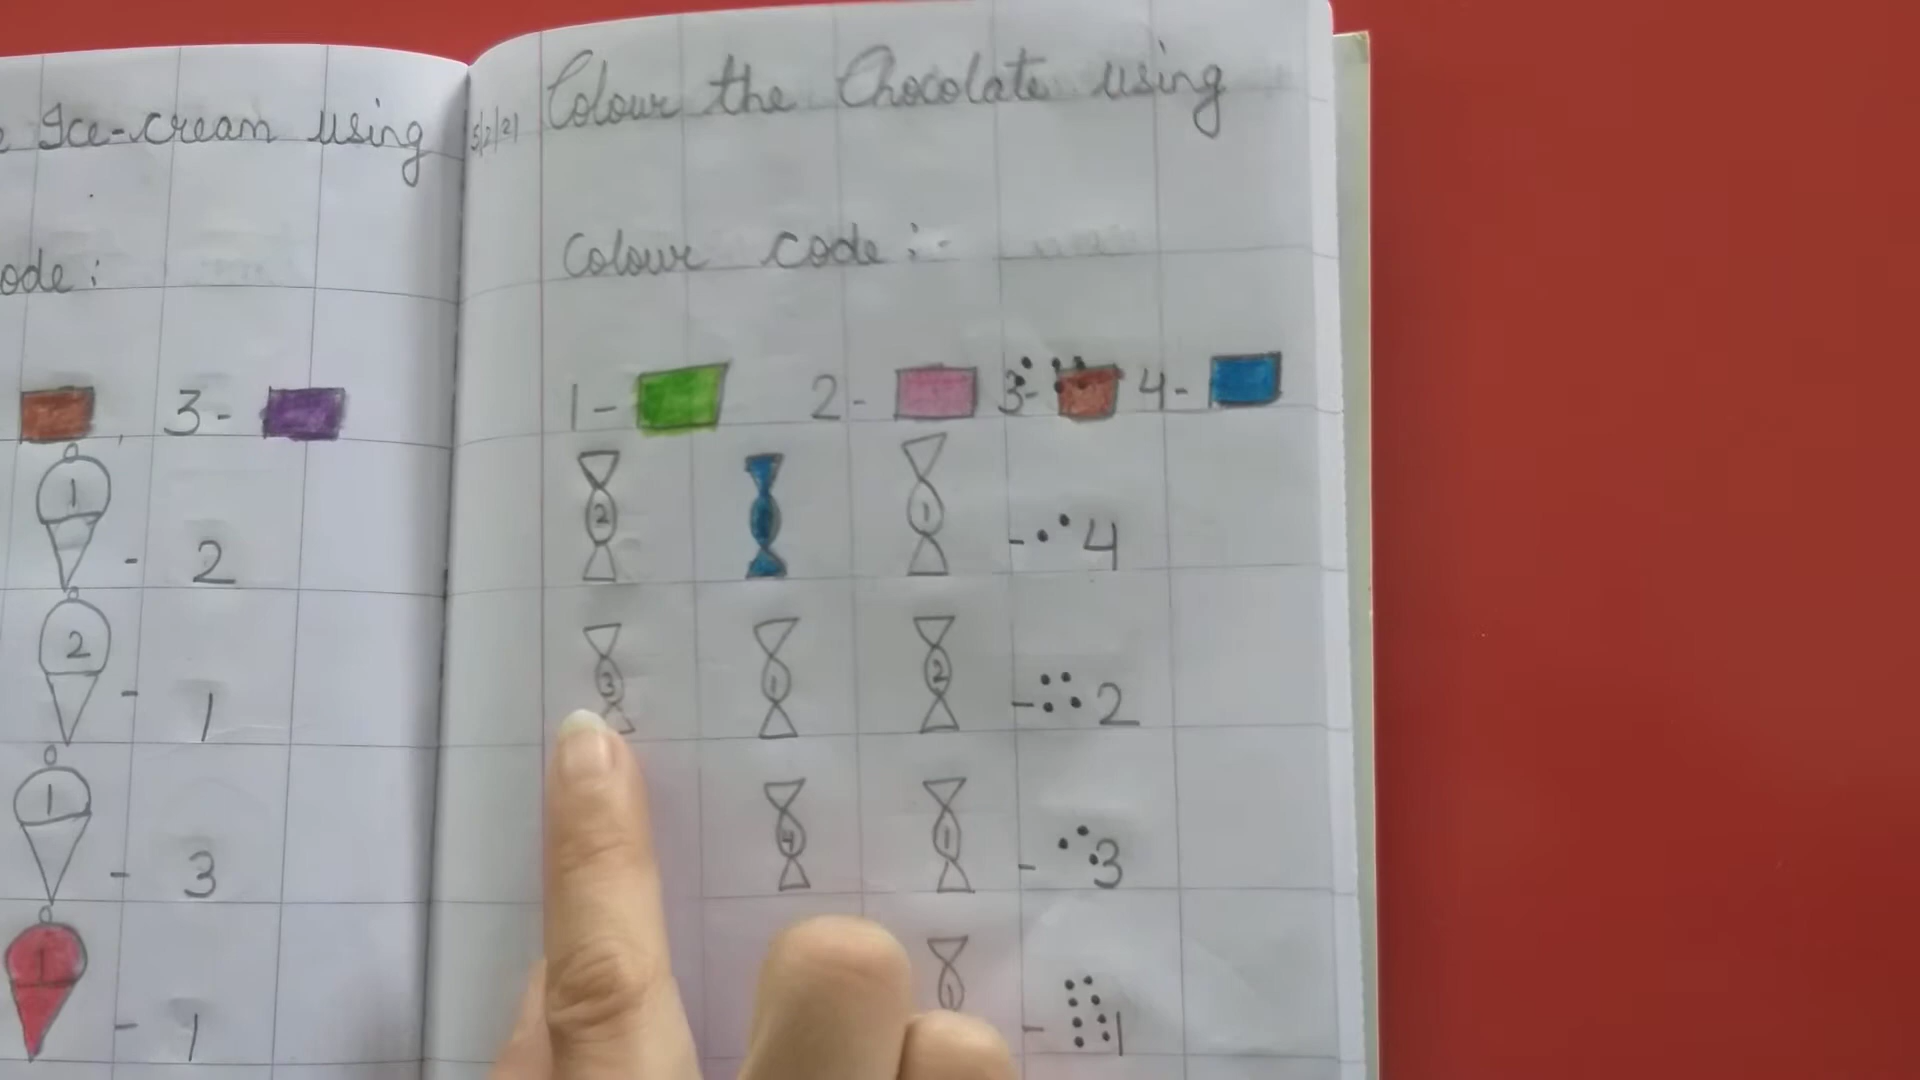 Ice-cream using
ode:
3-
1
- 2
2
- 1
1
- 3
1
- 1
5/2/21 Colour the Chocolate using
Colour code:-
1- 2- 3- 4-
2 1 - 4
3 1 2 - 2
4 1 - 3
1 - 1